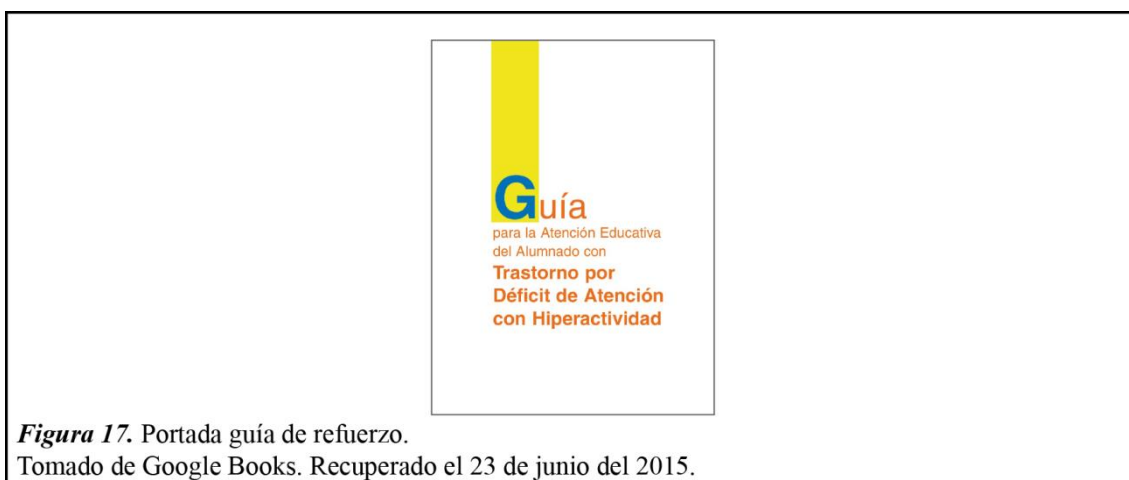 Guía
para la Atención Educativa
del Alumnado con
Trastorno por
Déficit de Atención
con Hiperactividad
Figura 17. Portada guía de refuerzo.
Tomado de Google Books. Recuperado el 23 de junio del 2015.